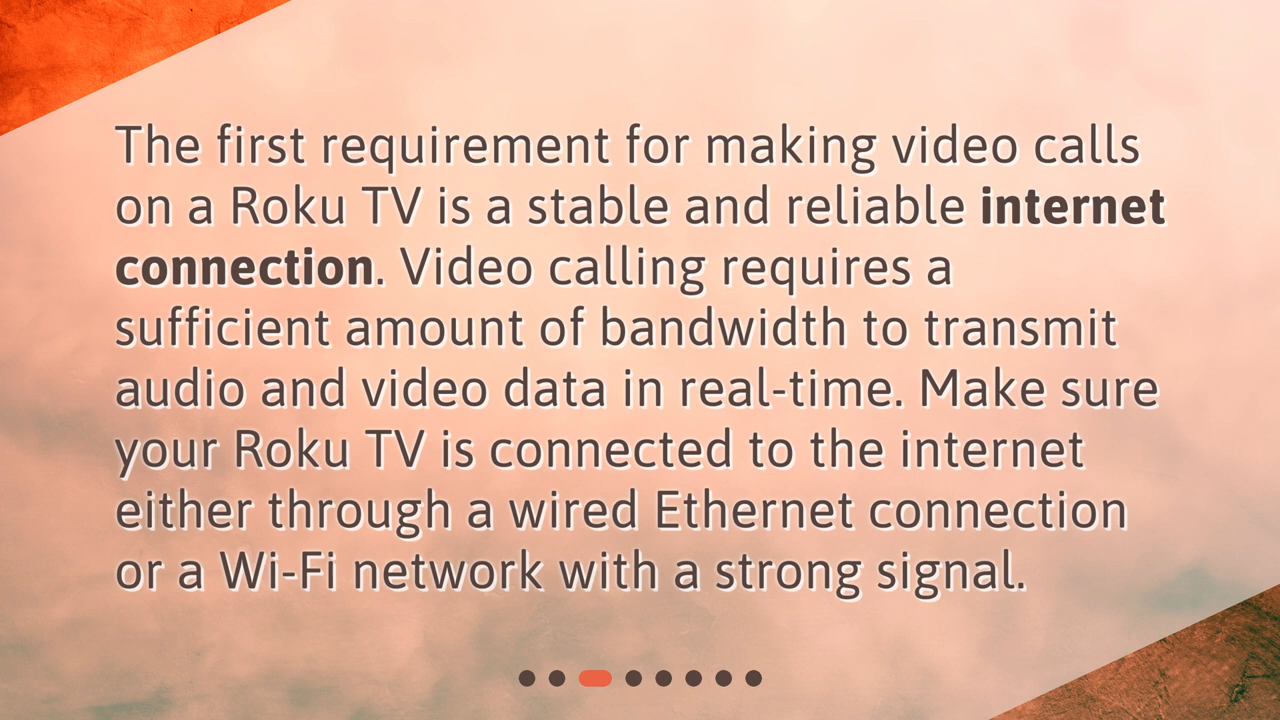 The first requirement for making video calls
on a Roku TV is a stable and reliable internet
connection. Video calling requires a
sufficient amount of bandwidth to transmit
audio and video data in real-time. Make sure
your Roku TV is connected to the internet
either through a wired Ethernet connection
or a Wi-Fi network with a strong signal.